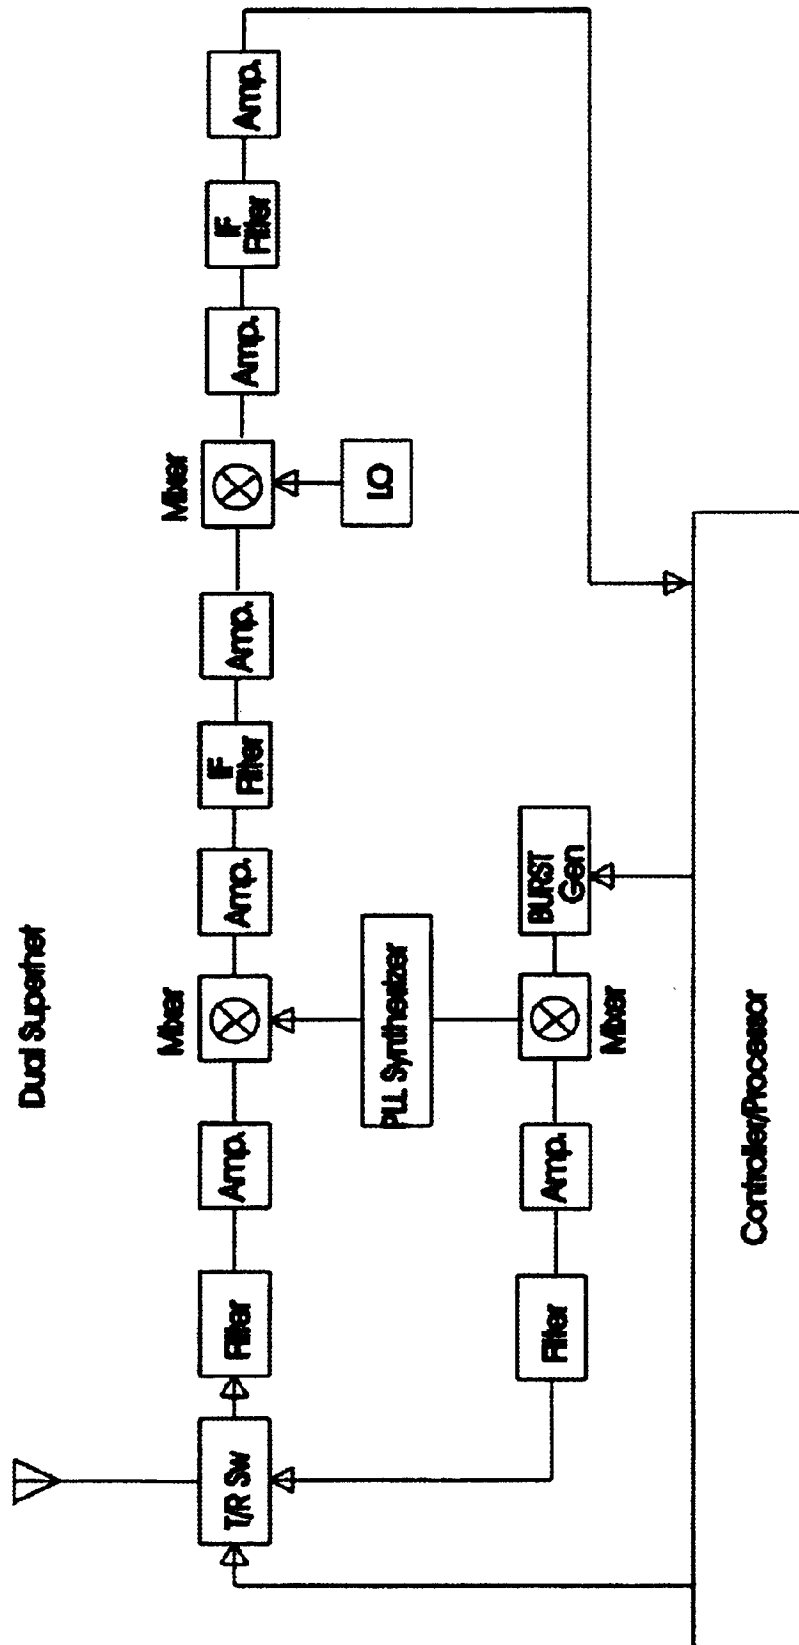 Dual Superhet
T/R Sw
Filter
Amp.
Mixer
Amp.
IF
Filter
Amp.
Mixer
Amp.
IF
Filter
Amp.
LO
PLL Synthesizer
Filter
Amp.
Mixer
BURST
Gen
Controller/Processor